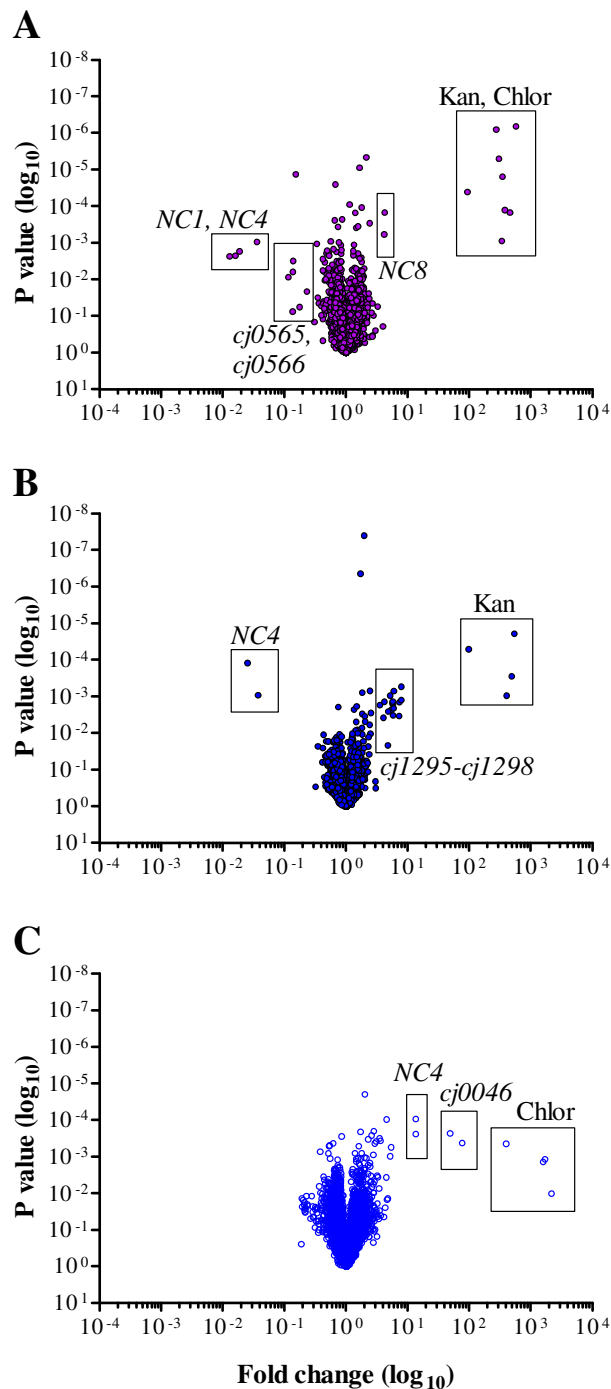 A
10-8
10-7
Kan, Chlor
10-6
10-5
10-4
NC1, NC4
10-3
NC8
10-2
10-1
cj0565,
cj0566
100
101
P value (log10)
10-4 10-3 10-2 10-1 100 101 102 103 104
B
10-8
10-7
10-6
Kan
10-5
NC4
10-4
10-3
10-2
cj1295-cj1298
10-1
100
101
P value (log10)
10-4 10-3 10-2 10-1 100 101 102 103 104
C
10-8
10-7
10-6
NC4
cj0046
10-5
Chlor
10-4
10-3
10-2
10-1
100
101
P value (log10)
10-4 10-3 10-2 10-1 100 101 102 103 104
Fold change (log10)